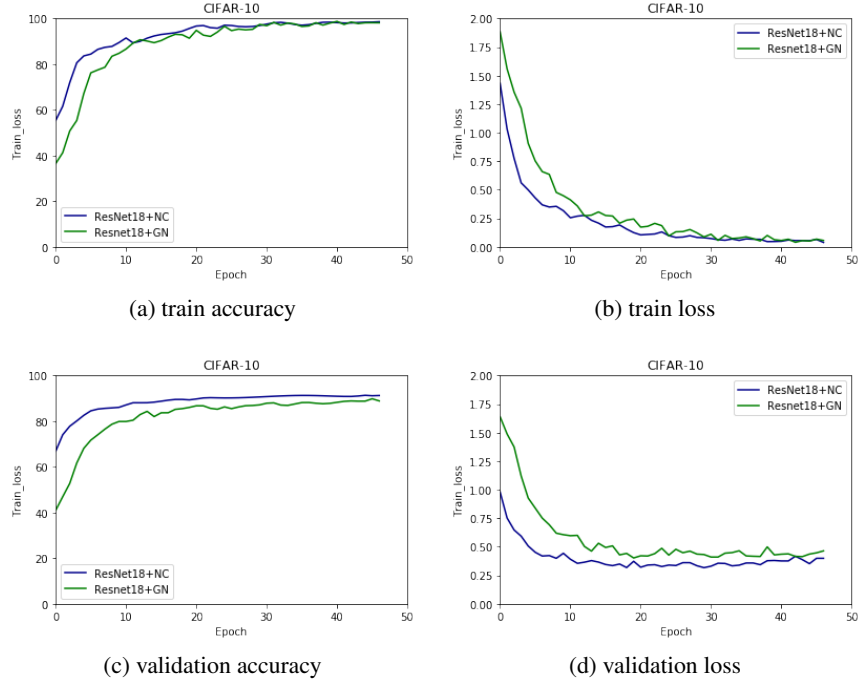 CIFAR-10
100
80
60
40
20
0
Train_loss
ResNet18+NC
Resnet18+GN
0 10 20 30 40 50
Epoch
(a) train accuracy
CIFAR-10
2.00
1.75
1.50
1.25
1.00
0.75
0.50
0.25
0.00
Train_loss
ResNet18+NC
Resnet18+GN
0 10 20 30 40 50
Epoch
(b) train loss
CIFAR-10
100
80
60
40
20
0
Train_loss
ResNet18+NC
Resnet18+GN
0 10 20 30 40 50
Epoch
(c) validation accuracy
CIFAR-10
2.00
1.75
1.50
1.25
1.00
0.75
0.50
0.25
0.00
Train_loss
ResNet18+NC
Resnet18+GN
0 10 20 30 40 50
Epoch
(d) validation loss